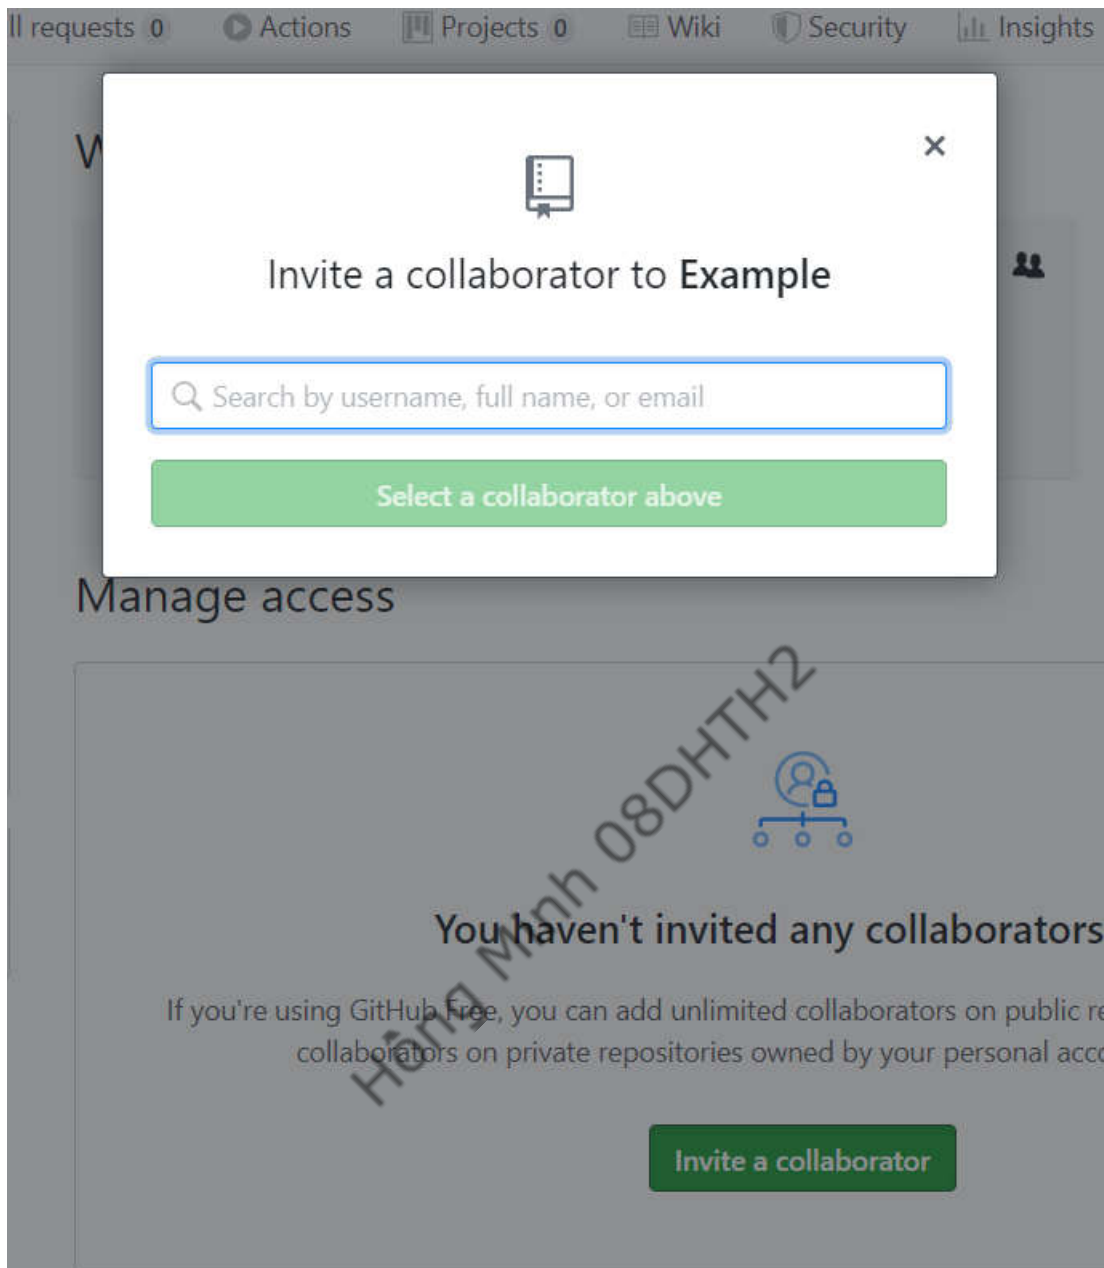 ll requests 0 Actions Projects 0 Wiki Security Insights
W
Invite a collaborator to Example
Search by username, full name, or email
Select a collaborator above
Manage access
Hồng Minh 08DHTH2
You haven't invited any collaborators
If you're using GitHub Free, you can add unlimited collaborators on public re
collaborators on private repositories owned by your personal acco
Invite a collaborator